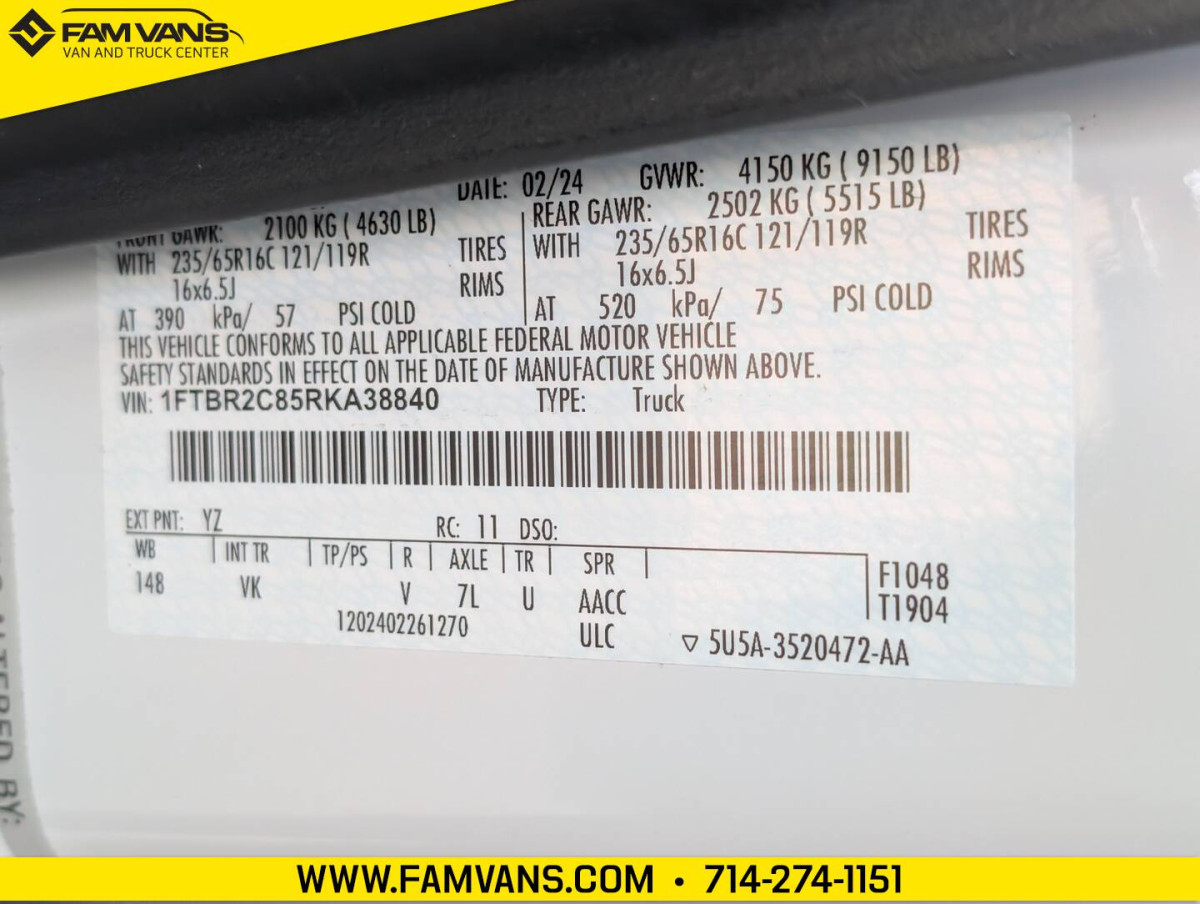 FAM VANS
VAN AND TRUCK CENTER
DATE: 02/24 GVWR: 4150 KG ( 9150 LB)
FRONT GAWR: 2100 KG ( 4630 LB) REAR GAWR: 2502 KG ( 5515 LB)
WITH 235/65R16C 121/119R TIRES WITH 235/65R16C 121/119R TIRES
16x6.5J RIMS 16x6.5J RIMS
AT 390 kPa/ 57 PSI COLD AT 520 kPa/ 75 PSI COLD
THIS VEHICLE CONFORMS TO ALL APPLICABLE FEDERAL MOTOR VEHICLE
SAFETY STANDARDS IN EFFECT ON THE DATE OF MANUFACTURE SHOWN ABOVE.
VIN: 1FTBR2C85RKA38840 TYPE: Truck
EXT PNT: YZ RC: 11 DSO:
WB INT TR TP/PS R AXLE TR SPR F1048
148 VK V 7L U AACC T1904
1202402261270 ULC ▽ 5U5A-3520472-AA
ALTERED BY:
WWW.FAMVANS.COM • 714-274-1151